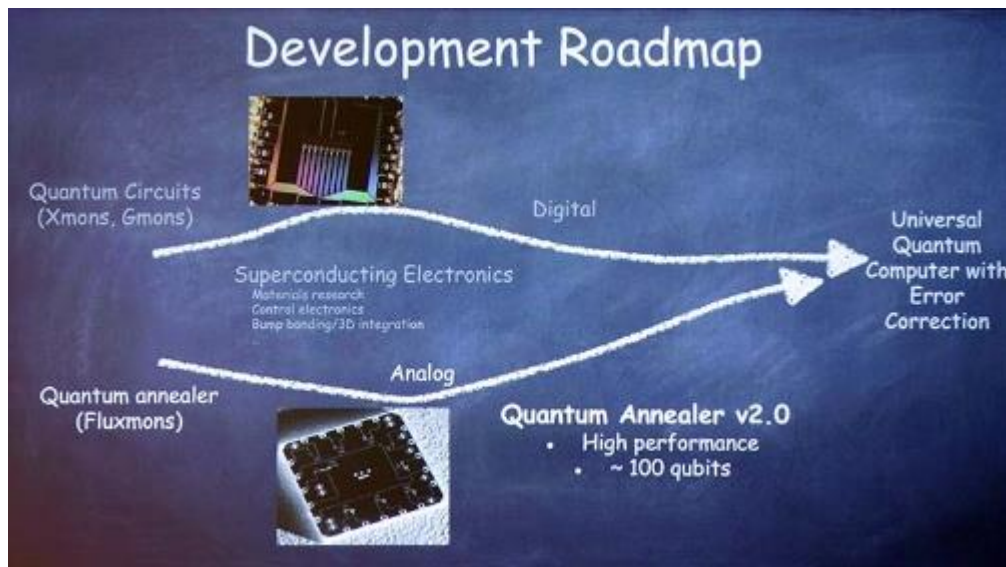 Development Roadmap
Quantum Circuits
(Xmons, Gmons)
Digital
Universal
Quantum
Computer with
Error
Correction
Superconducting Electronics
Materials research
Control electronics
Bump bonding/3D integration
Analog
Quantum annealer
(Fluxmons)
Quantum Annealer v2.0
• High performance
• ~ 100 qubits